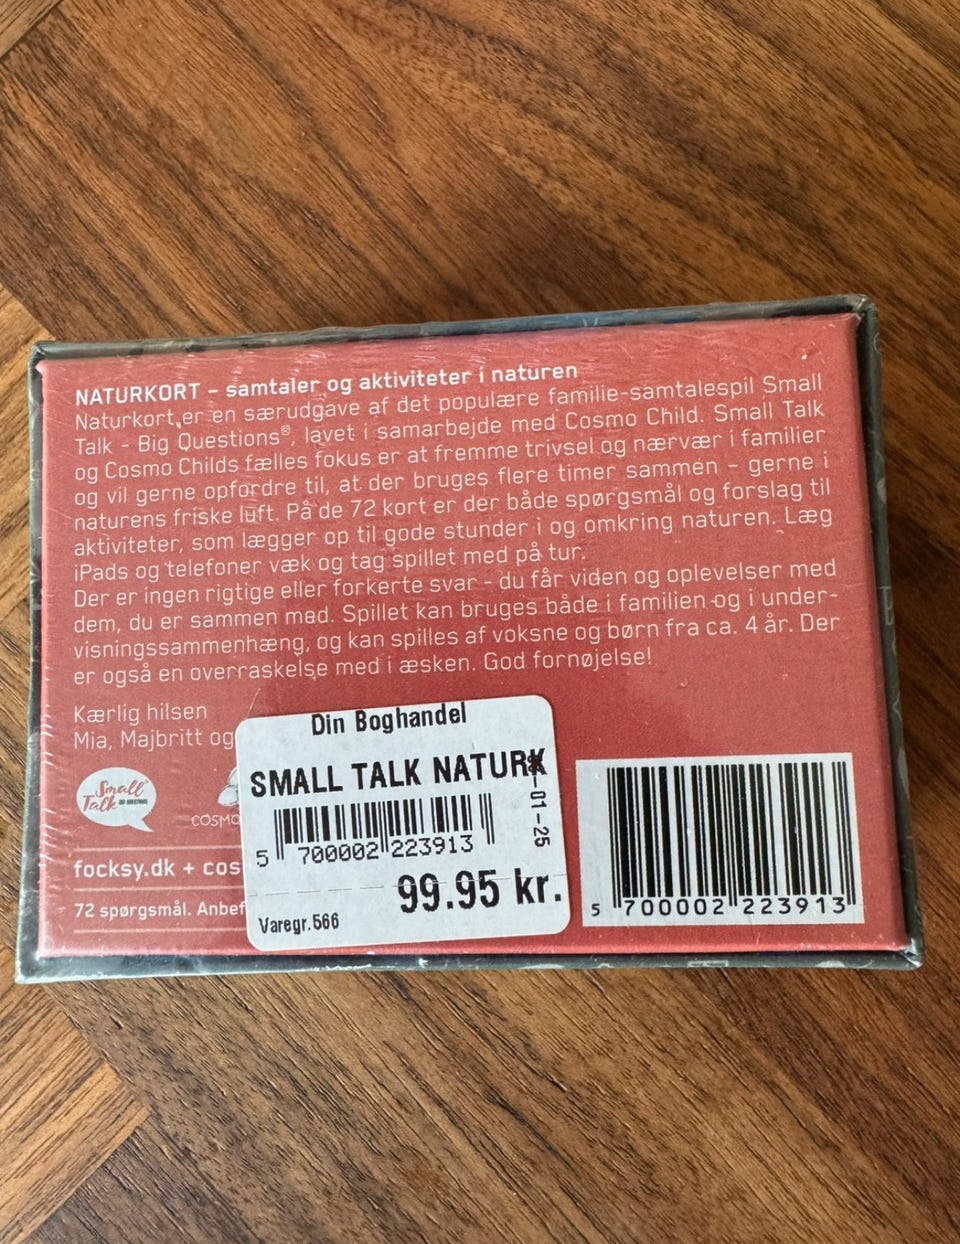 NATURKORT – samtaler og aktiviteter i naturen
Naturkort er en særudgave af det populære familie-samtalespil Small
Talk - Big Questions®, lavet i samarbejde med Cosmo Child. Small Talk
og Cosmo Childs fælles fokus er at fremme trivsel og nærvær i familier
og vil gerne opfordre til, at der bruges flere timer sammen – gerne i
naturens friske luft. På de 72 kort er der både spørgsmål og forslag til
aktiviteter, som lægger op til gode stunder i og omkring naturen. Læg
iPads og telefoner væk og tag spillet med på tur.
Der er ingen rigtige eller forkerte svar - du får viden og oplevelser med
dem, du er sammen med. Spillet kan bruges både i familien og i under-
visningssammenhæng, og kan spilles af voksne og børn fra ca. 4 år. Der
er også en overraskelse med i æsken. God fornøjelse!
Kærlig hilsen
Mia, Majbritt og
Small
Talk
BIG QUESTIONS
COSMO
focksy.dk + cos
72 spørgsmål. Anbef
Din Boghandel
SMALL TALK NATURK
* 01-25
5 700002 223913
99.95 kr.
Varegr.566
5 700002 223913